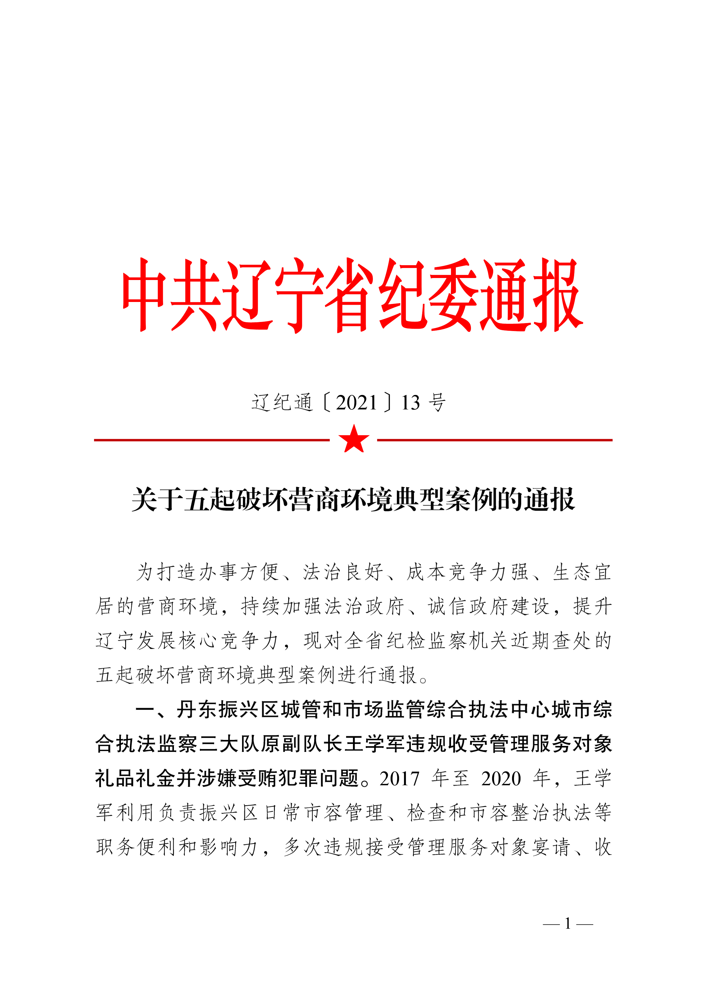 中共辽宁省纪委通报
辽纪通〔2021〕13 号
关于五起破坏营商环境典型案例的通报
为打造办事方便、法治良好、成本竞争力强、生态宜
居的营商环境，持续加强法治政府、诚信政府建设，提升
辽宁发展核心竞争力，现对全省纪检监察机关近期查处的
五起破坏营商环境典型案例进行通报。
一、丹东振兴区城管和市场监管综合执法中心城市综
合执法监察三大队原副队长王学军违规收受管理服务对象
礼品礼金并涉嫌受贿犯罪问题。2017 年至 2020 年，王学
军利用负责振兴区日常市容管理、检查和市容整治执法等
职务便利和影响力，多次违规接受管理服务对象宴请、收
— 1 —